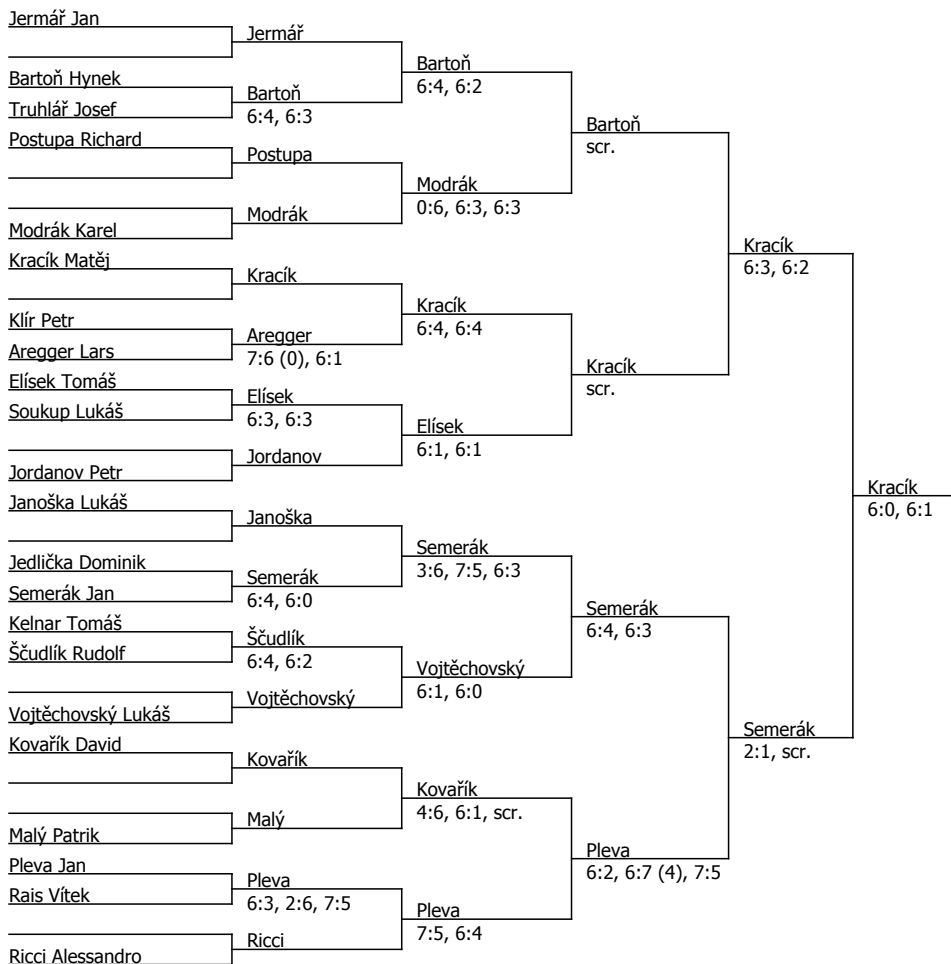 Jermář Jan
Bartoň Hynek
Truhlář Josef
Postupa Richard
Modrák Karel
Kracík Matěj
Klír Petr
Aregger Lars
Elísek Tomáš
Soukup Lukáš
Jordanov Petr
Janoška Lukáš
Jedlička Dominik
Semerák Jan
Kelnar Tomáš
Ščudlík Rudolf
Vojtěchovský Lukáš
Kovařík David
Malý Patrik
Pleva Jan
Rais Vítek
Ricci Alessandro
Jermář
Bartoň
6:4, 6:3
Postupa
Modrák
Kracík
Aregger
7:6 (0), 6:1
Elísek
6:3, 6:3
Jordanov
Janoška
Semerák
6:4, 6:0
Ščudlík
6:4, 6:2
Vojtěchovský
Kovařík
Malý
Pleva
6:3, 2:6, 7:5
Ricci
Bartoň
6:4, 6:2
Modrák
0:6, 6:3, 6:3
Kracík
6:4, 6:4
Elísek
6:1, 6:1
Semerák
3:6, 7:5, 6:3
Vojtěchovský
6:1, 6:0
Kovařík
4:6, 6:1, scr.
Pleva
7:5, 6:4
Bartoň
scr.
Kracík
scr.
Semerák
6:4, 6:3
Pleva
6:2, 6:7 (4), 7:5
Kracík
6:3, 6:2
Semerák
2:1, scr.
Kracík
6:0, 6:1